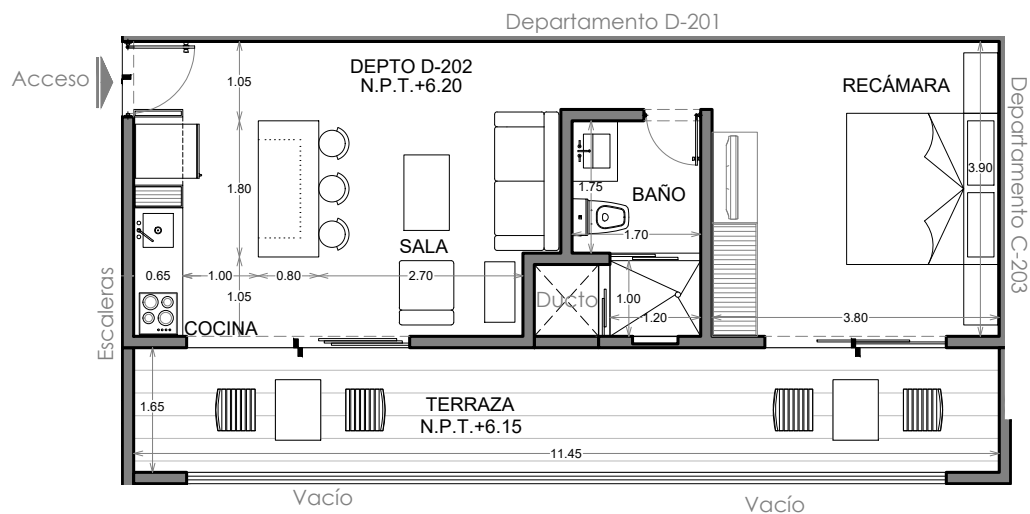 Departamento D-201
Acceso
DEPTO D-202
N.P.T.+6.20
RECÁMARA
Departamento C-203
1.05
1.80
1.75
3.90
BAÑO
1.70
SALA
Escaleras
0.65
1.00
0.80
2.70
1.05
Ducto
1.00
1.20
3.80
COCINA
1.65
TERRAZA
N.P.T.+6.15
11.45
Vacío
Vacío